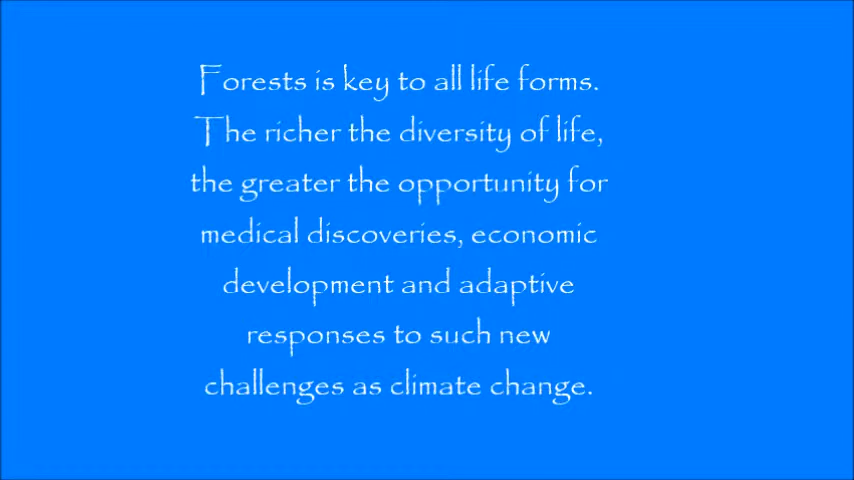 Forests is key to all life forms.
The richer the diversity of life,
the greater the opportunity for
medical discoveries, economic
development and adaptive
responses to such new
challenges as climate change.